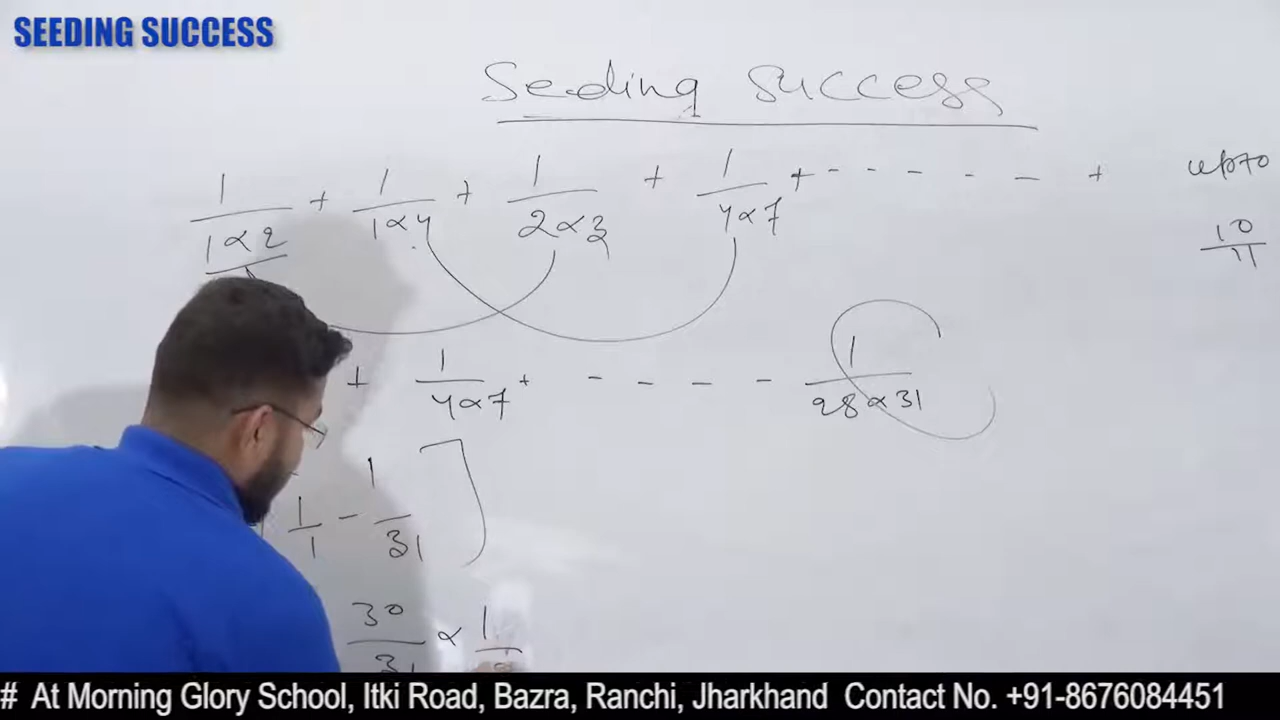 SEEDING SUCCESS
Seeding Success
1/(1×2) + 1/(1×4) + 1/(2×3) + 1/(4×7) + - - - - - + upto
10/11
+ 1/(4×7) + - - - - 1/(28×31)
1/1 - 1/31 ]
30/31 × 1/
# At Morning Glory School, Itki Road, Bazra, Ranchi, Jharkhand Contact No. +91-8676084451